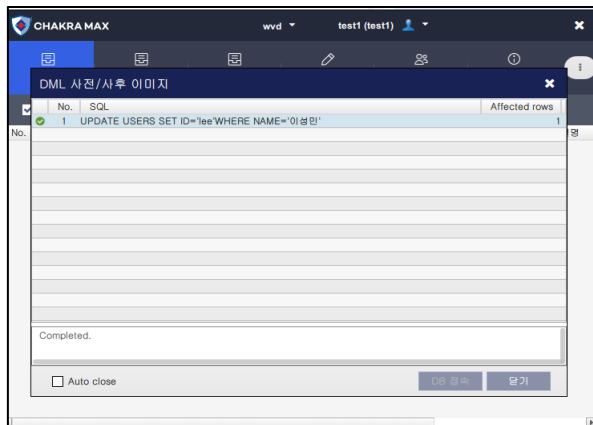 CHAKRA MAX wvd test1 (test1)
DML 사전/사후 이미지
No. SQL Affected rows
1 UPDATE USERS SET ID='lee'WHERE NAME='이성민' 1
No. 명
Completed.
Auto close DB 접속 닫기